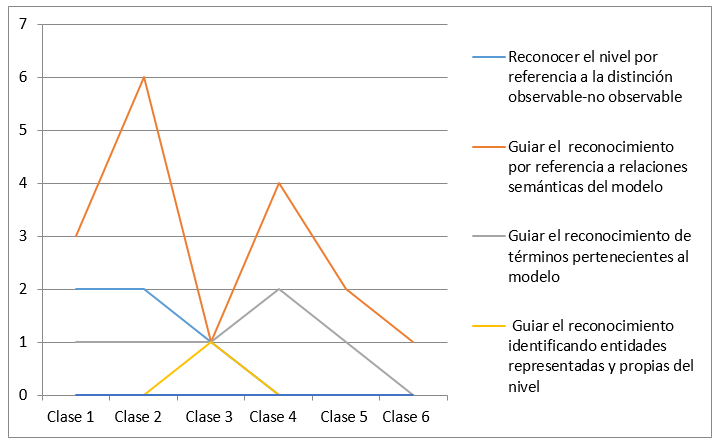 7
6
5
4
3
2
1
0
Clase 1 Clase 2 Clase 3 Clase 4 Clase 5 Clase 6
Reconocer el nivel por
referencia a la distinción
observable-no observable
Guiar el reconocimiento
por referencia a relaciones
semánticas del modelo
Guiar el reconocimiento de
términos pertenecientes al
modelo
Guiar el reconocimiento
identificando entidades
representadas y propias del
nivel